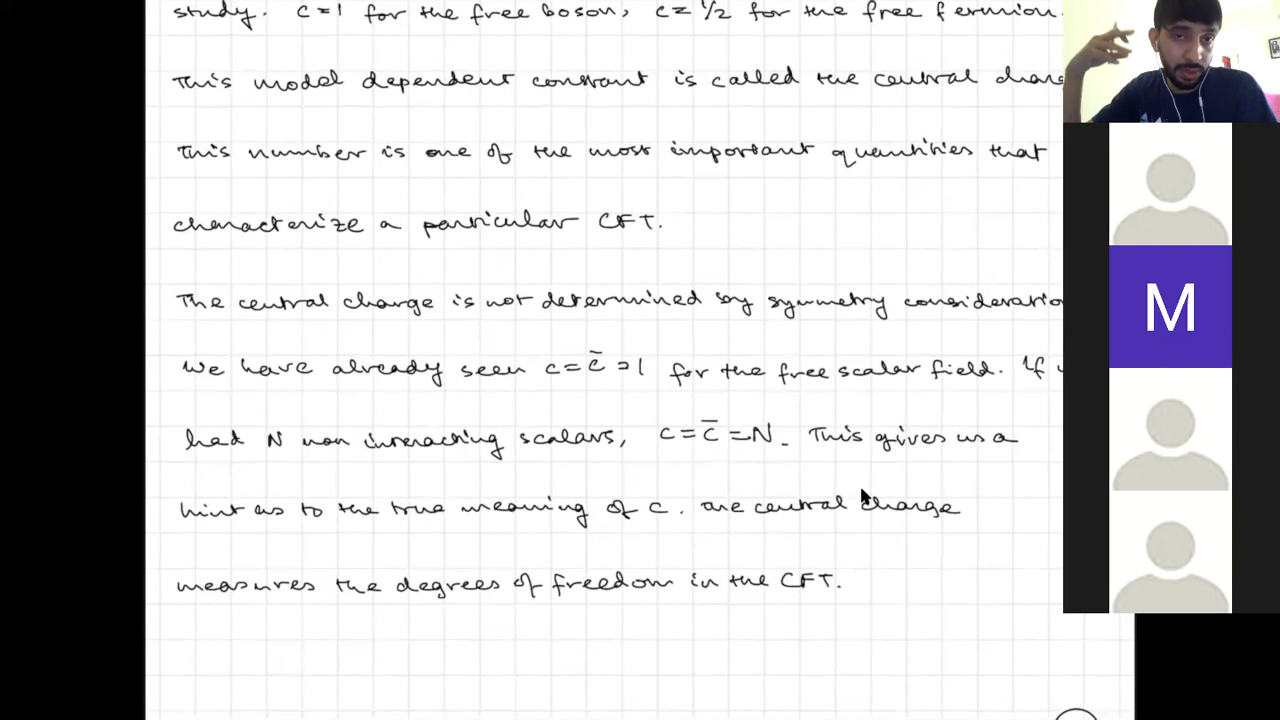 study. c=1 for the free boson, c=1/2 for the free fermion.
This model dependent constant is called the central
This number is one of the most important quantities that
characterize a particular CFT.
The central charge is not determined by symmetry
We have already seen c=c̄=1 for the free scalar field. If
had N non interacting scalars, c=c̄=N. This gives us a
hint as to the true meaning of c. The central charge
measures the degrees of freedom in the CFT.
M